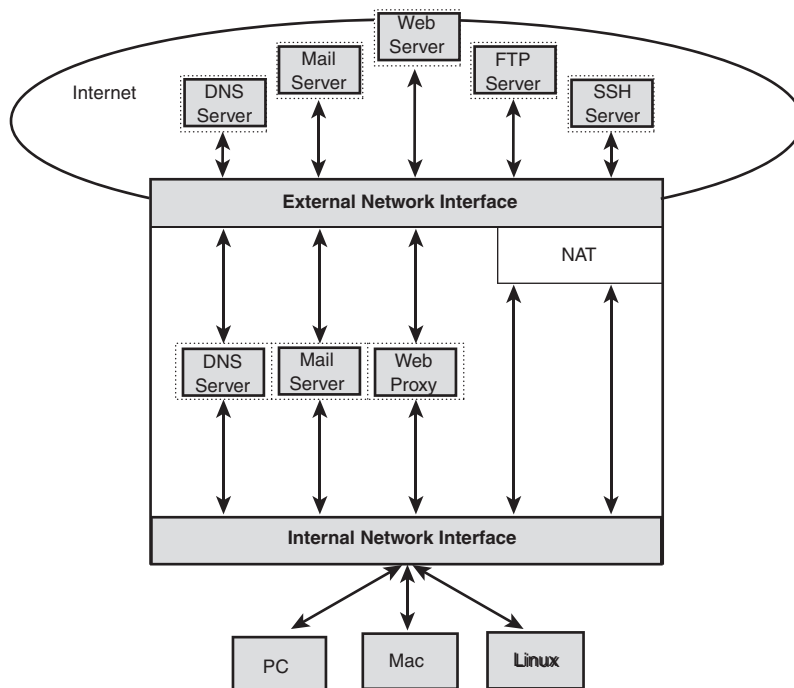 Web
Server
Mail
Server
FTP
Server
Internet
DNS
Server
SSH
Server
External Network Interface
NAT
DNS
Server
Mail
Server
Web
Proxy
Internal Network Interface
PC
Mac
Linux